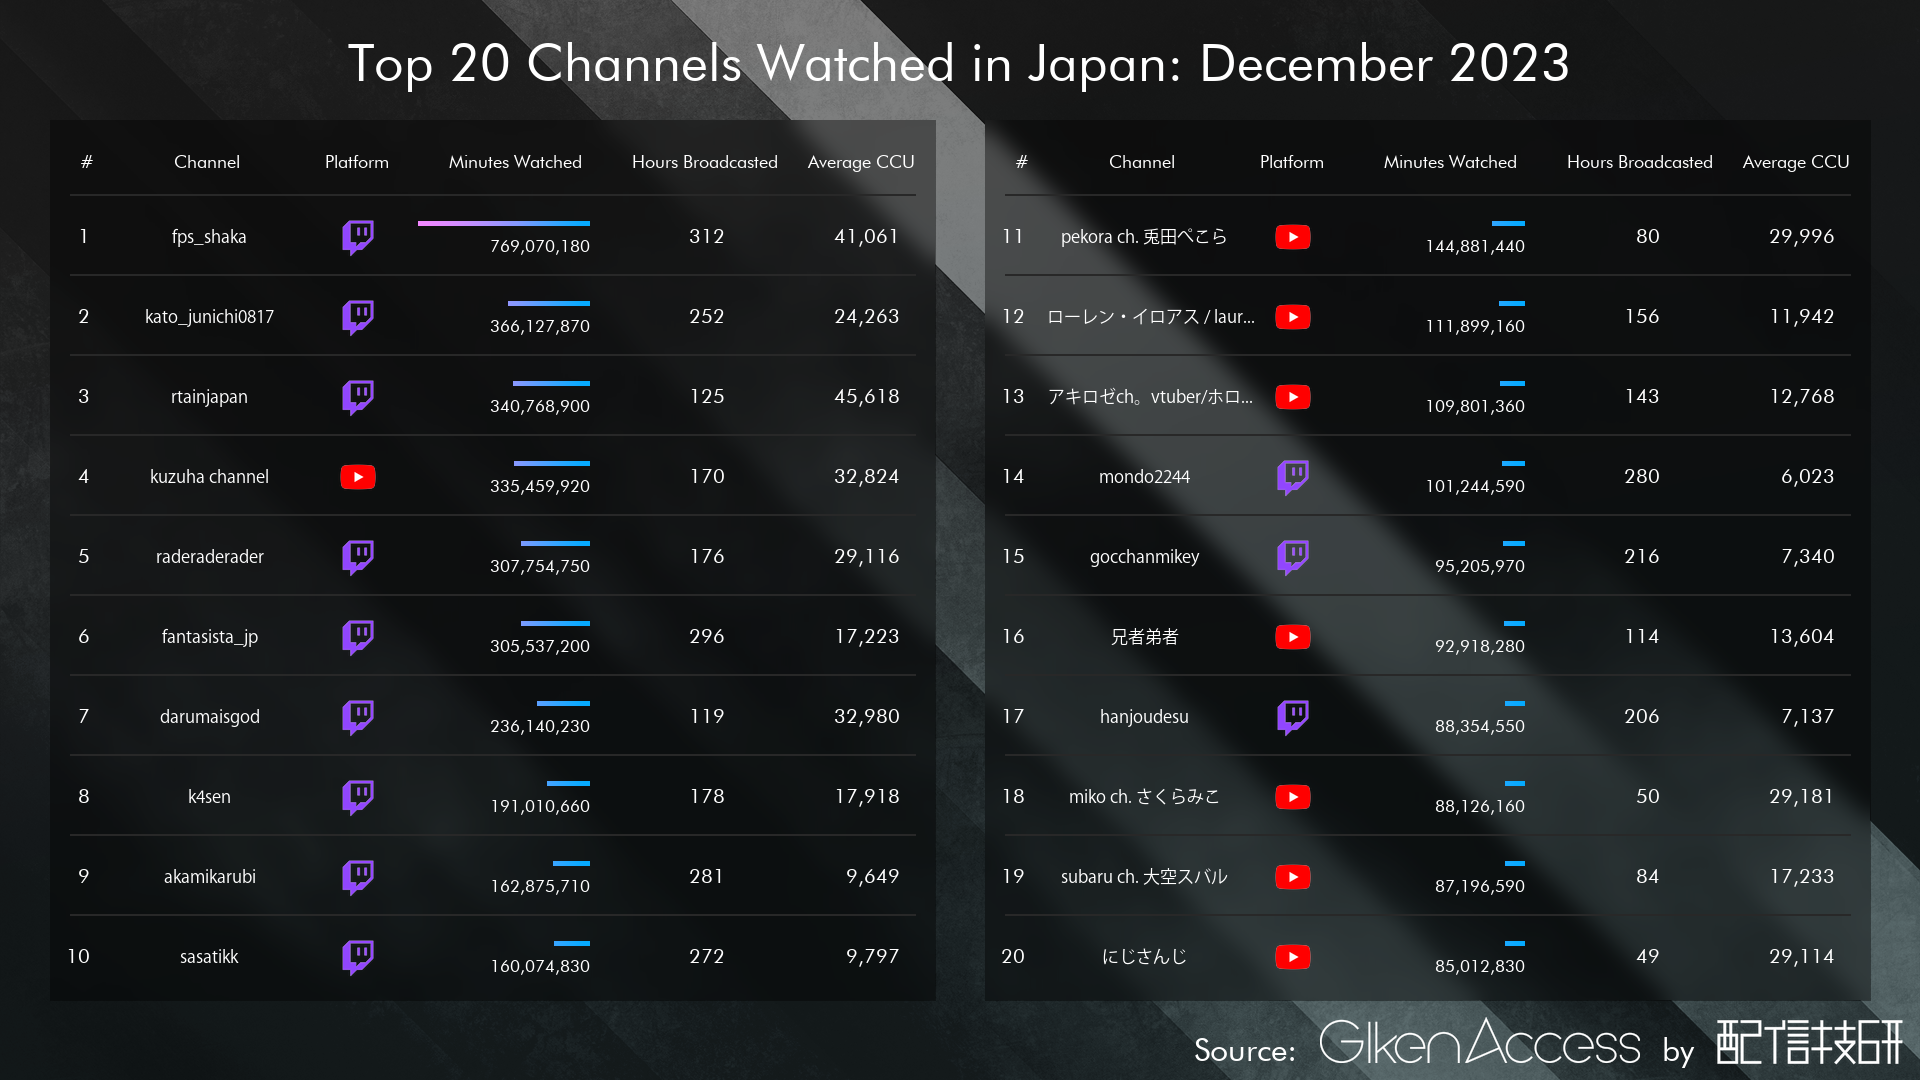 Top 20 Channels Watched in Japan: December 2023
# Channel Platform Minutes Watched Hours Broadcasted Average CCU
1 fps_shaka 769,070,180 312 41,061
2 kato_junichi0817 366,127,870 252 24,263
3 rtainjapan 340,768,900 125 45,618
4 kuzuha channel 335,459,920 170 32,824
5 raderaderader 307,754,750 176 29,116
6 fantasista_jp 305,537,200 296 17,223
7 darumaisgod 236,140,230 119 32,980
8 k4sen 191,010,660 178 17,918
9 akamikarubi 162,875,710 281 9,649
10 sasatikk 160,074,830 272 9,797
# Channel Platform Minutes Watched Hours Broadcasted Average CCU
11 pekora ch. 兎田ぺこら 144,881,440 80 29,996
12 ローレン・イロアス / laur... 111,899,160 156 11,942
13 アキロゼch。vtuber/ホロ... 109,801,360 143 12,768
14 mondo2244 101,244,590 280 6,023
15 gocchanmikey 95,205,970 216 7,340
16 兄者弟者 92,918,280 114 13,604
17 hanjoudesu 88,354,550 206 7,137
18 miko ch. さくらみこ 88,126,160 50 29,181
19 subaru ch. 大空スバル 87,196,590 84 17,233
20 にじさんじ 85,012,830 49 29,114
Source: GIkenAccess by 配信技研